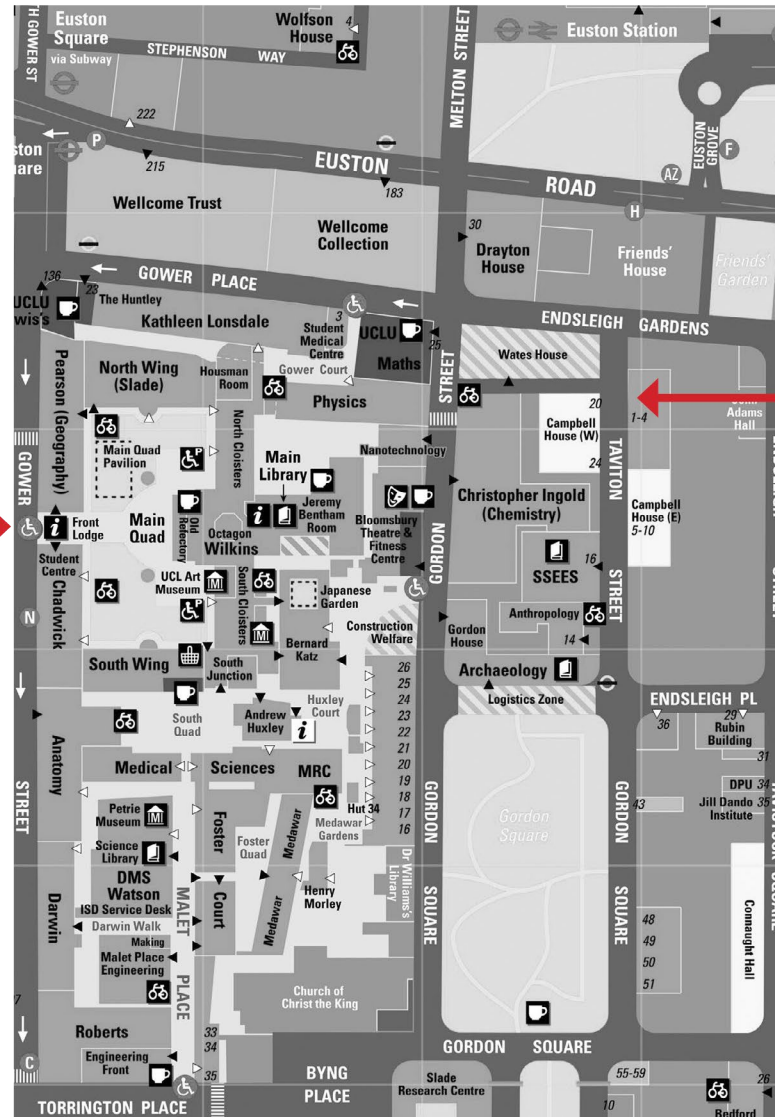 Euston
Square
via Subway
TH GOWER ST
Wolfson
House
4
STEPHENSON WAY
MELTON STREET
Euston Station
222
P
215
EUSTON
ROAD
183
EUSTON
GROVE
F
AZ
H
Wellcome Trust
Wellcome
Collection
30
Drayton
House
Friends'
House
Friends'
Garden
GOWER PLACE
ENDSLEIGH GARDENS
136
23
The Huntley
UCLU
Kathleen Lonsdale
3
Student
Medical
Centre
Gower Court
UCLU
25
Maths
STREET
Wates House
Pearson (Geography)
North Wing
(Slade)
Housman
Room
Physics
North Cloisters
Nanotechnology
20
Campbell
House (W)
24
1-4
Adams
Hall
TAVITON
STREET
Campbell
House (E)
5-10
Main Quad
Pavilion
Main
Library
i
Jeremy
Bentham
Room
Christopher Ingold
(Chemistry)
GOWER
i
Front
Lodge
Main
Quad
Old
Refectory
Octagon
Wilkins
Bloomsbury
Theatre &
Fitness
Centre
GORDON
16
SSEES
Student
Centre
Chadwick
UCL Art
Museum
South Cloisters
Japanese
Garden
Construction
Welfare
Anthropology
14
Gordon
House
N
South Wing
South
Junction
Bernard
Katz
Archaeology
Logistics Zone
26
25
24
23
22
21
20
19
18
17
16
Huxley
Court
Andrew
Huxley
i
South
Quad
ENDSLEIGH PL
36
29
Rubin
Building
31
DPU
34
Jill Dando
Institute
35
43
Anatomy
STREET
Medical
Sciences
MRC
Hut 34
Medawar
Gardens
Petrie
Museum
Science
Library
DMS
Watson
ISD Service Desk
Darwin Walk
Darwin
Foster
Court
Foster
Quad
Medawar
Medawar
Henry
Morley
Dr Williams's
Library
GORDON
SQUARE
Gordon
Square
GORDON
SQUARE
48
49
50
51
Connaught Hall
MALET
PLACE
Making
Malet Place
Engineering
Church of
Christ the King
Roberts
Engineering
Front
33
34
35
C
BYNG
PLACE
GORDON SQUARE
TORRINGTON PLACE
Slade
Research Centre
55-59
10
26
Bedford